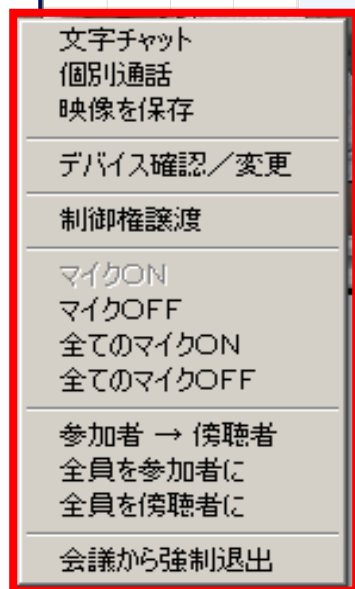 文字チャット
個別通話
映像を保存
デバイス確認／変更
制御権譲渡
マイクON
マイクOFF
全てのマイクON
全てのマイクOFF
参加者 → 傍聴者
全員を参加者に
全員を傍聴者に
会議から強制退出